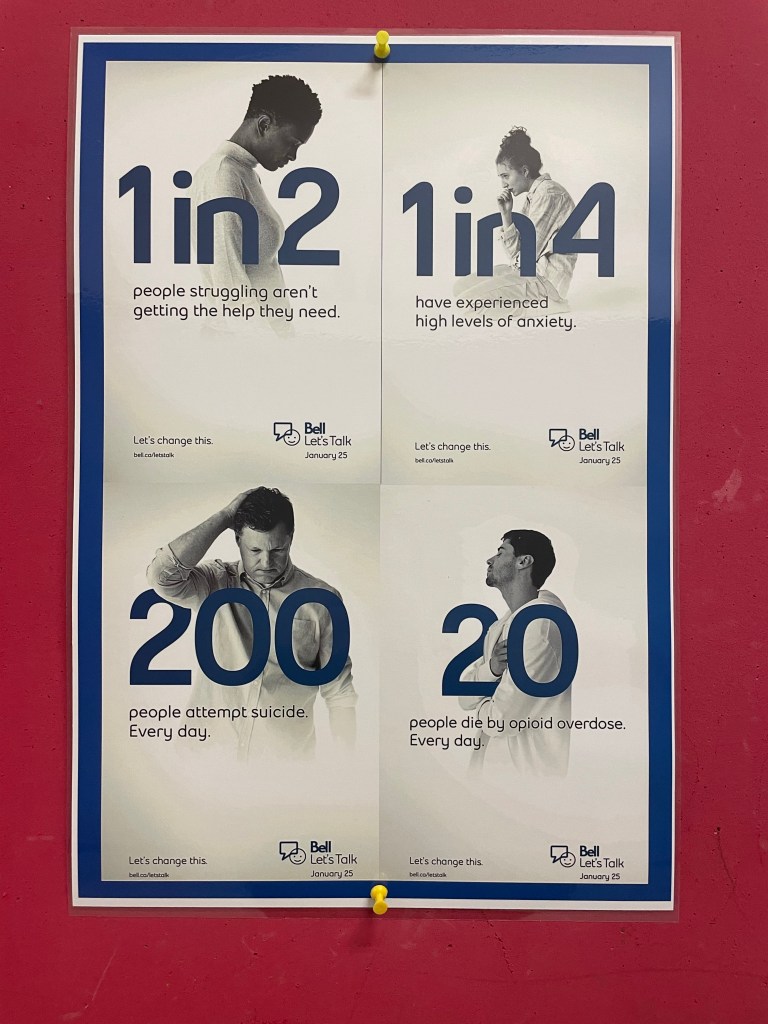 1 in 2
people struggling aren't
getting the help they need.
Let's change this.
bell.ca/letstalk
Bell
Let's Talk
January 25
1 in 4
have experienced
high levels of anxiety.
Let's change this.
bell.ca/letstalk
Bell
Let's Talk
January 25
200
people attempt suicide.
Every day.
Let's change this.
bell.ca/letstalk
Bell
Let's Talk
January 25
20
people die by opioid overdose.
Every day.
Let's change this.
bell.ca/letstalk
Bell
Let's Talk
January 25